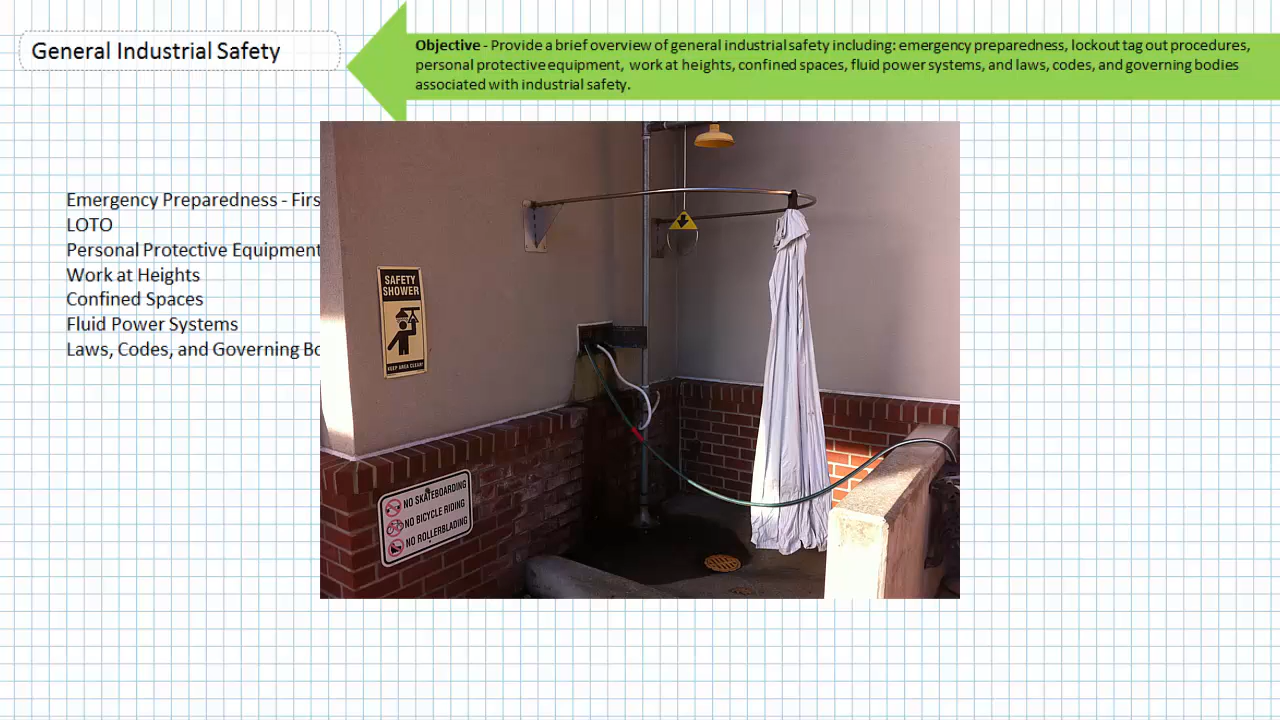 General Industrial Safety
Objective - Provide a brief overview of general industrial safety including: emergency preparedness, lockout tag out procedures,
personal protective equipment, work at heights, confined spaces, fluid power systems, and laws, codes, and governing bodies
associated with industrial safety.
Emergency Preparedness - Firs
LOTO
Personal Protective Equipment
Work at Heights
Confined Spaces
Fluid Power Systems
Laws, Codes, and Governing Bo
SAFETY
SHOWER
KEEP AREA CLEAR!
NO SKATEBOARDING
NO BICYCLE RIDING
NO ROLLERBLADING